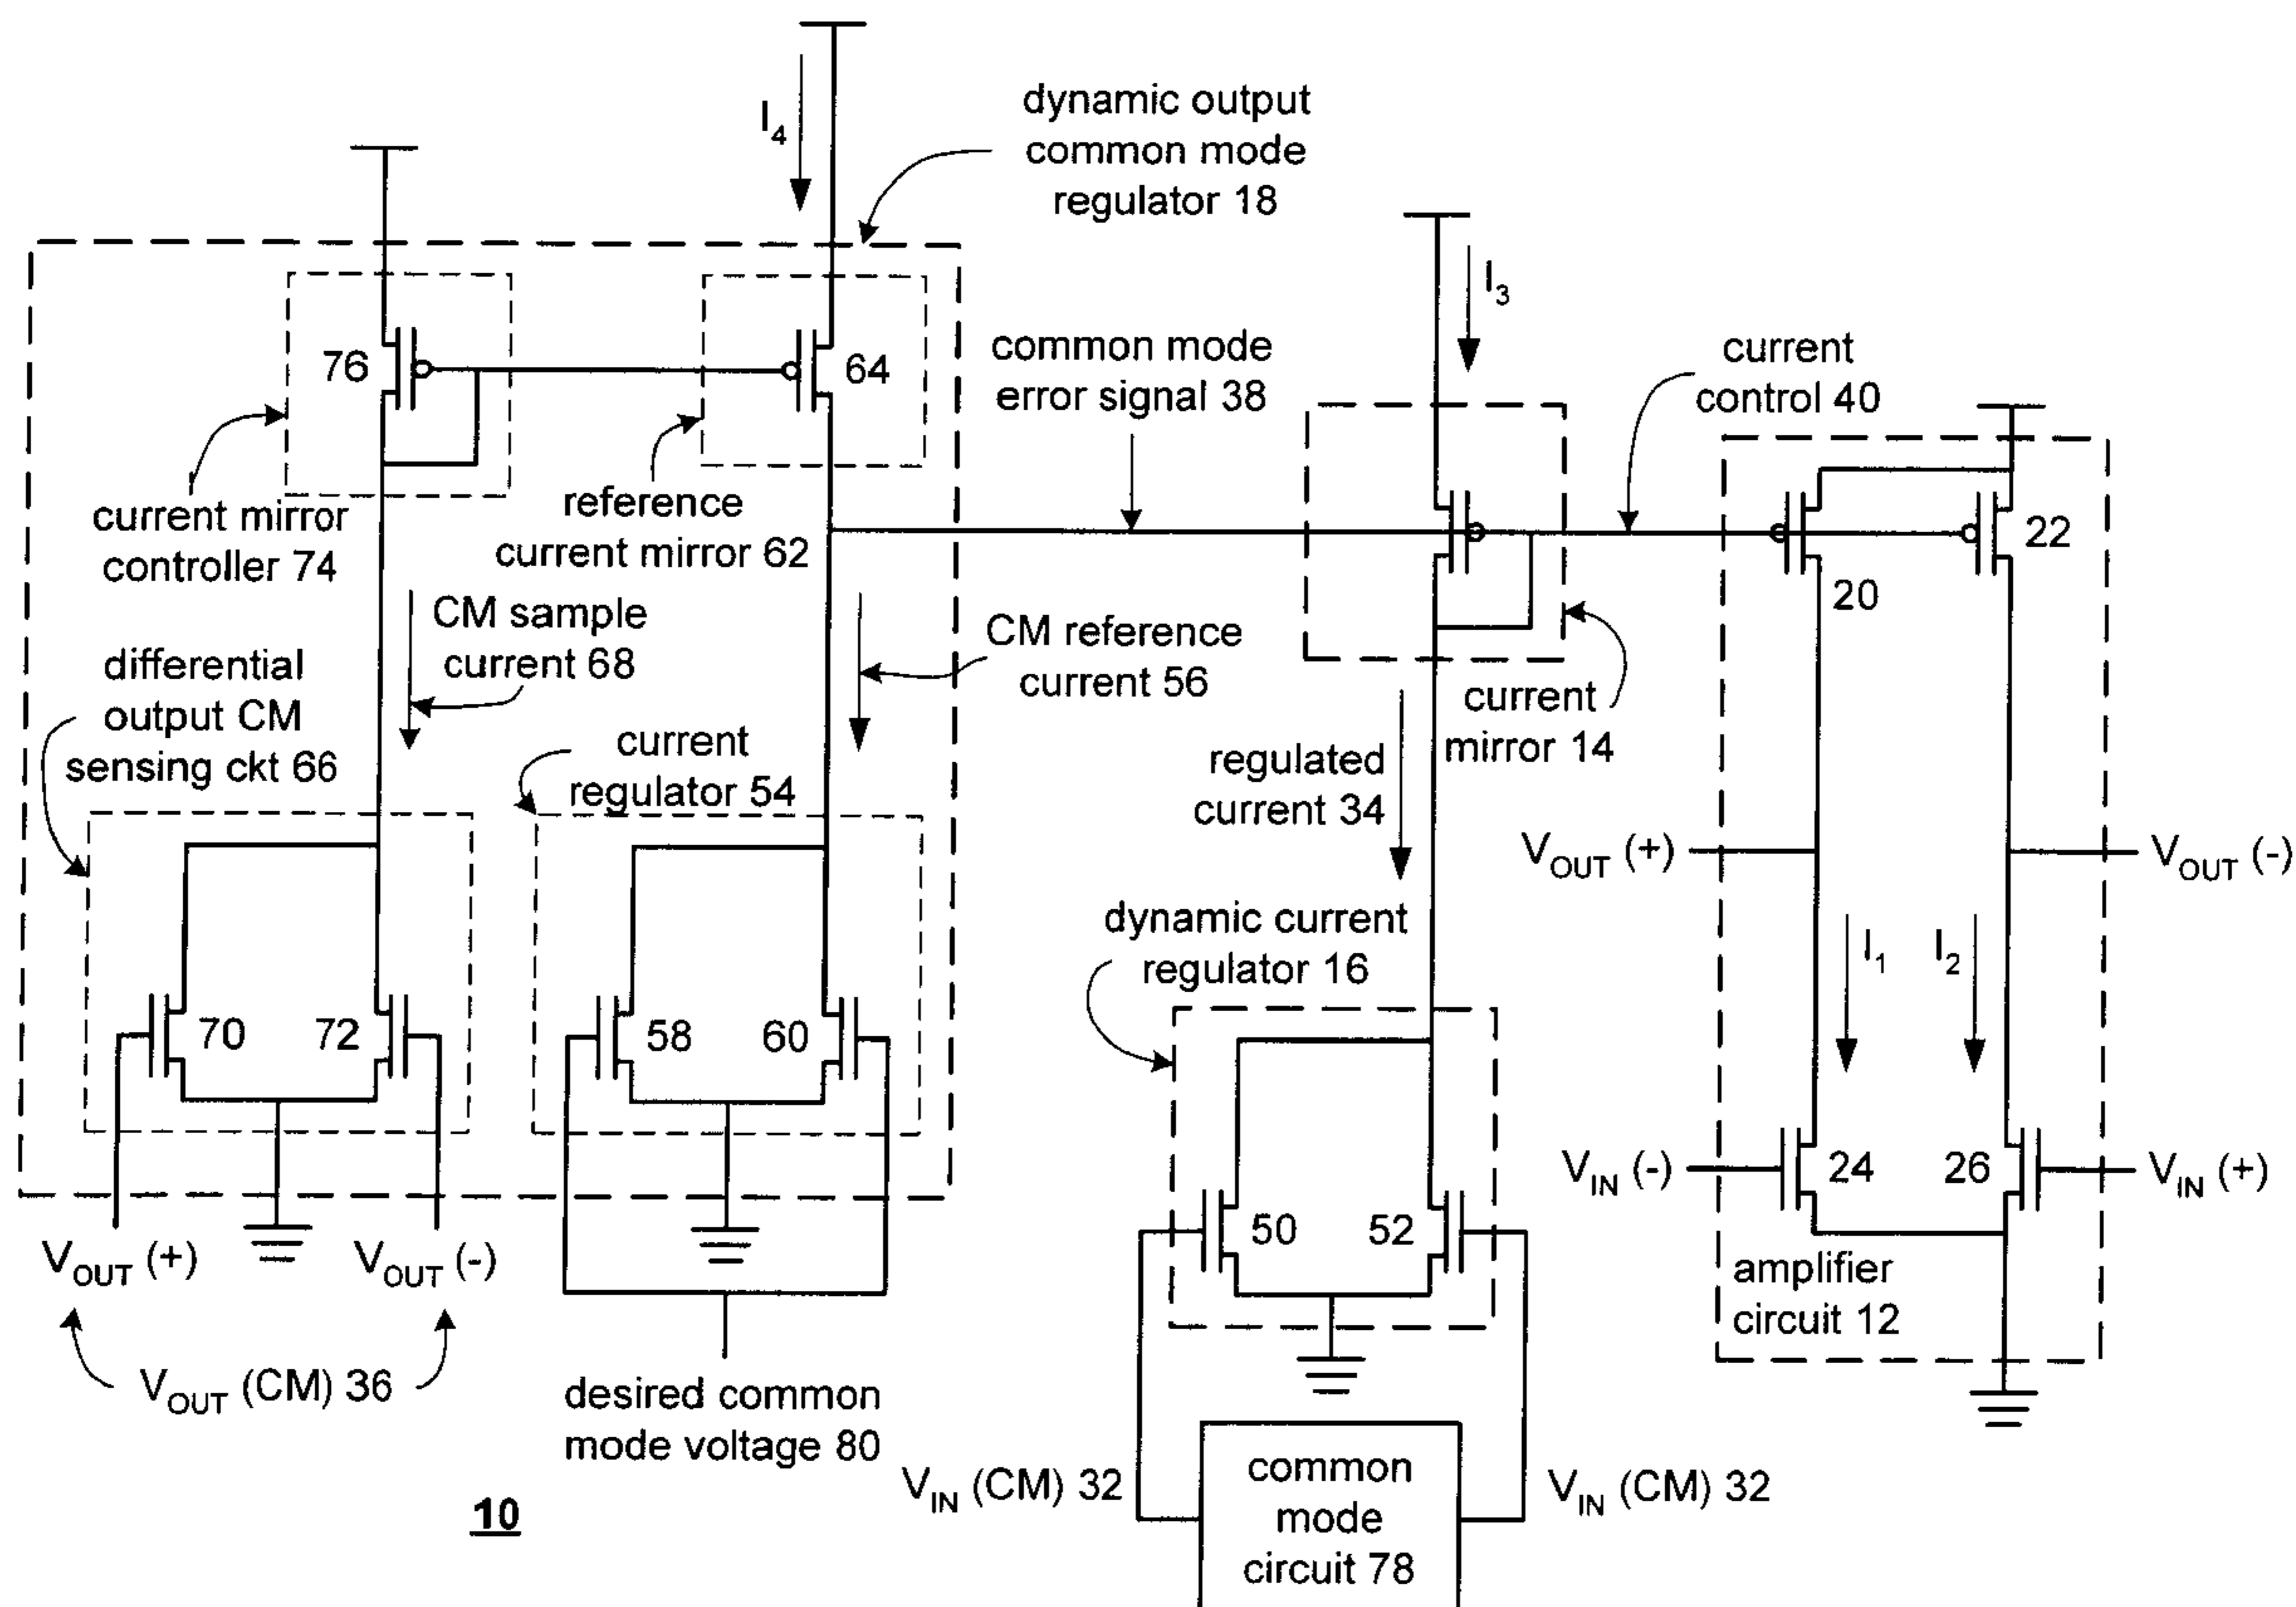 I4
dynamic output
common mode
regulator 18
I3
76
64
common mode
error signal 38
current
control 40
current mirror
controller 74
reference
current mirror 62
22
20
CM sample
current 68
CM reference
current 56
differential
output CM
sensing ckt 66
current
regulator 54
current
mirror 14
regulated
current 34
VOUT (+)
VOUT (-)
dynamic current
regulator 16
I1
I2
70
72
58
60
VIN (-)
24
26
VIN (+)
50
52
VOUT (+)
VOUT (-)
VOUT (CM) 36
desired common
mode voltage 80
amplifier
circuit 12
VIN (CM) 32
common
mode
circuit 78
VIN (CM) 32
10